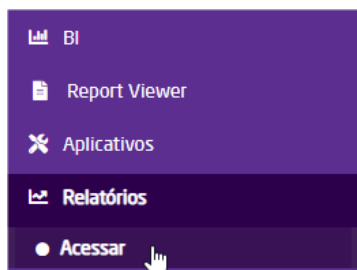 BI
Report Viewer
Aplicativos
Relatórios
Acessar